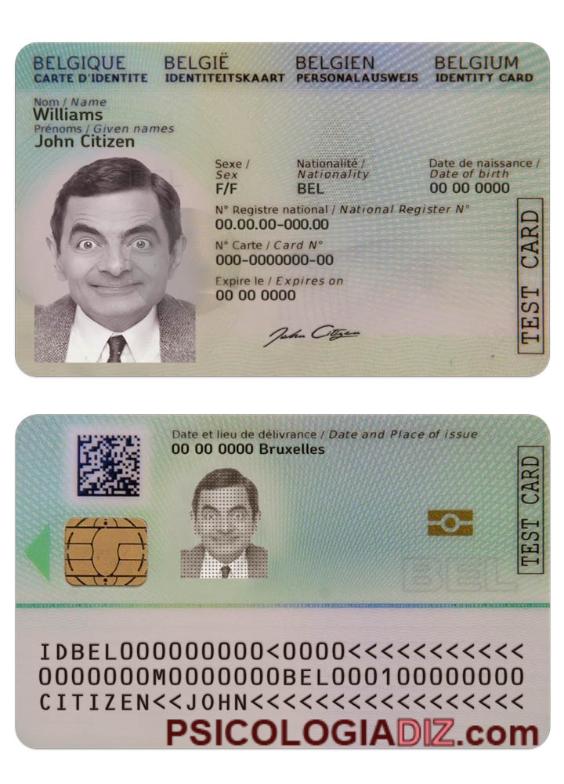 BELGIQUE BELGIË BELGIEN BELGIUM
CARTE D'IDENTITE IDENTITEITSKAART PERSONALAUSWEIS IDENTITY CARD
Nom / Name
Williams
Prénoms / Given names
John Citizen
Sexe / Nationalité / Date de naissance /
Sex Nationality Date of birth
F/F BEL 00 00 0000
N° Registre national / National Register N°
00.00.00-000.00
N° Carte / Card N°
000-0000000-00
Expire le / Expires on
00 00 0000
John Citizen
TEST CARD
Date et lieu de délivrance / Date and Place of issue
00 00 0000 Bruxelles
TEST CARD
BEL
IDBEL000000000<0000<<<<<<<<<<<
0000000M0000000BEL000100000000
CITIZEN<<JOHN<<<<<<<<<<<<<<<<<
PSICOLOGIADIZ.com